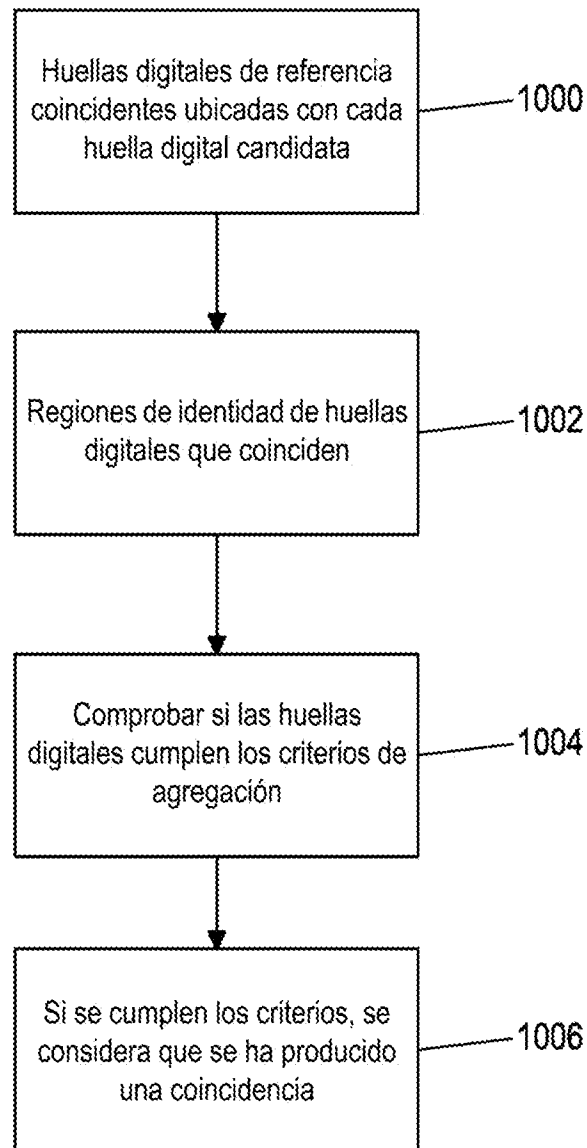 Huellas digitales de referencia
coincidentes ubicadas con cada
huella digital candidata
1000
Regiones de identidad de huellas
digitales que coinciden
1002
Comprobar si las huellas
digitales cumplen los criterios de
agregación
1004
Si se cumplen los criterios, se
considera que se ha producido
una coincidencia
1006